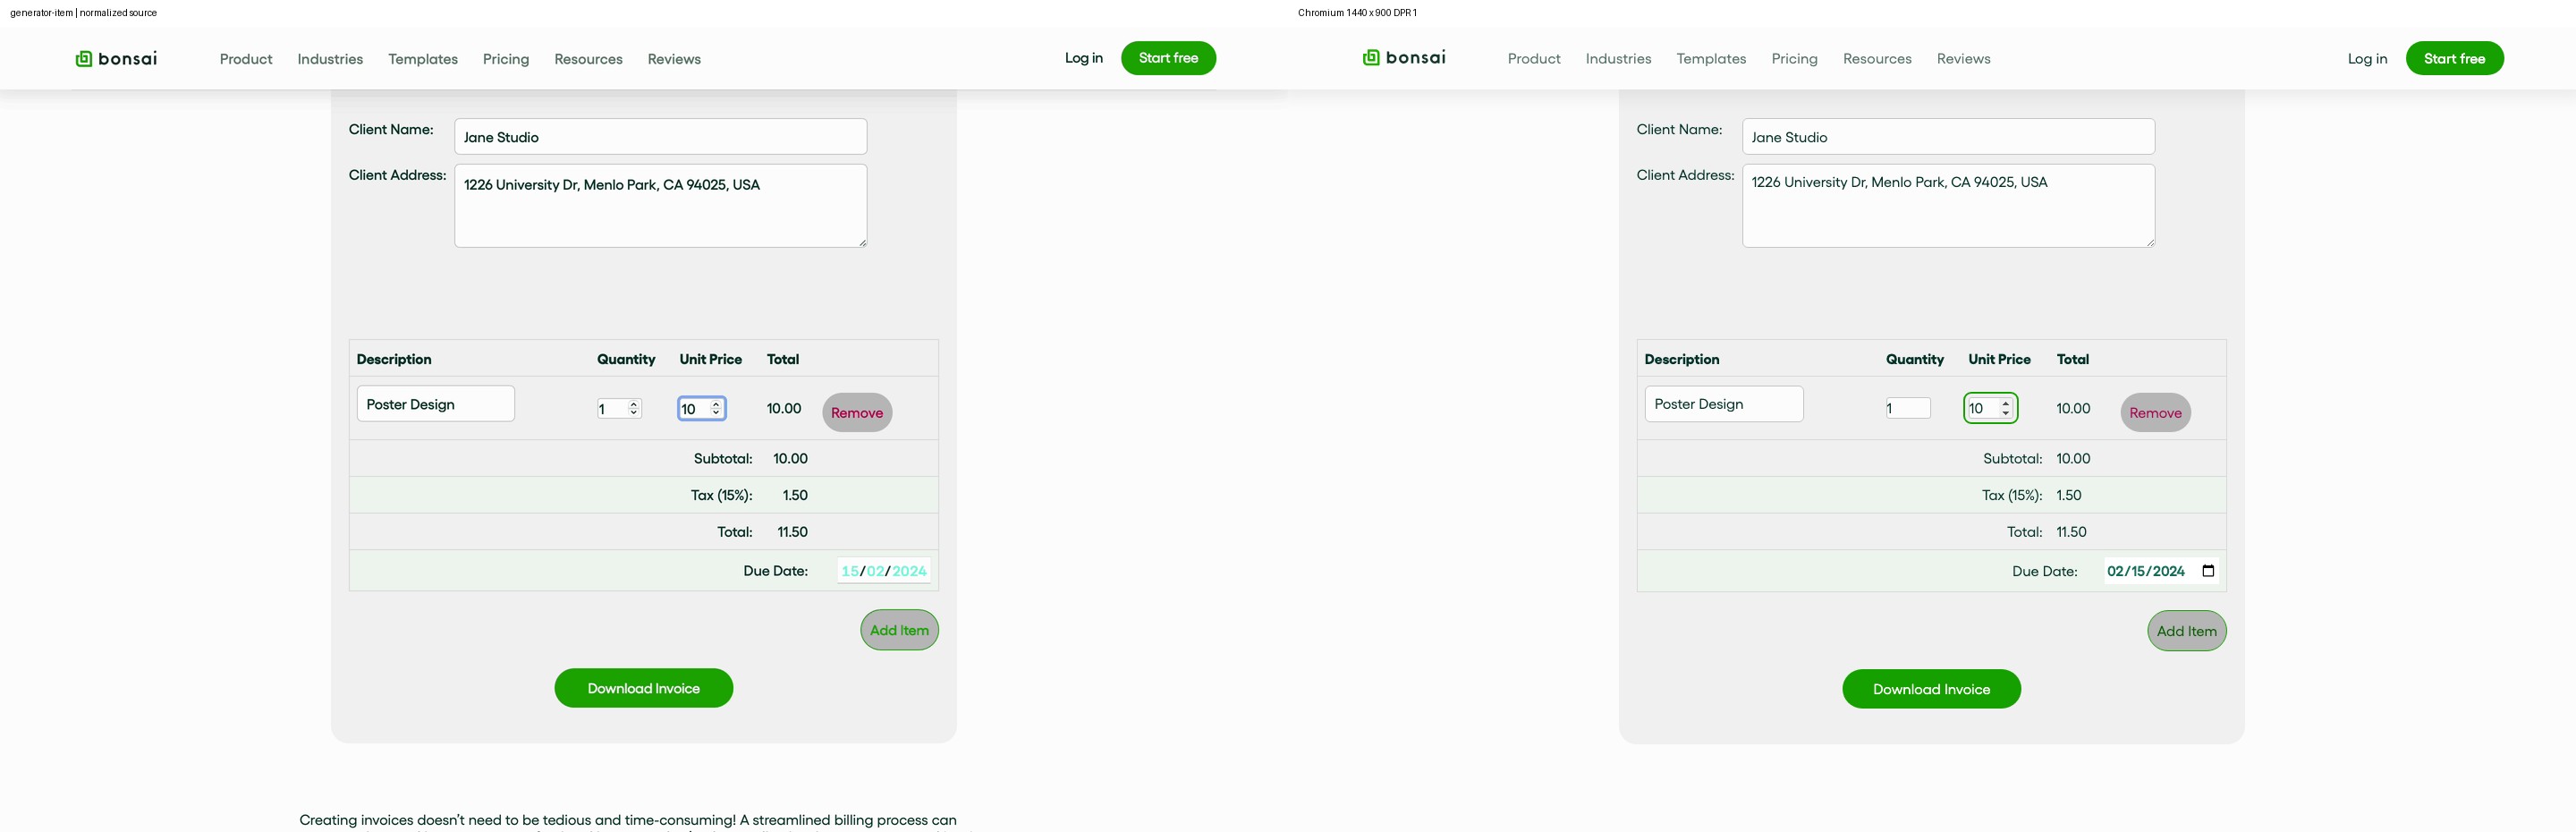 generator-item | normalized source
Chromium 1440 x 900 DPR 1
bonsai Product Industries Templates Pricing Resources Reviews Log in Start free
Client Name: Jane Studio
Client Address: 1226 University Dr, Menlo Park, CA 94025, USA
Description Quantity Unit Price Total
Poster Design 1 10 10.00 Remove
Subtotal: 10.00
Tax (15%): 1.50
Total: 11.50
Due Date: 15/02/2024
Add Item
Download Invoice
Creating invoices doesn't need to be tedious and time-consuming! A streamlined billing process can
bonsai Product Industries Templates Pricing Resources Reviews Log in Start free
Client Name: Jane Studio
Client Address: 1226 University Dr, Menlo Park, CA 94025, USA
Description Quantity Unit Price Total
Poster Design 1 10 10.00 Remove
Subtotal: 10.00
Tax (15%): 1.50
Total: 11.50
Due Date: 02/15/2024
Add Item
Download Invoice